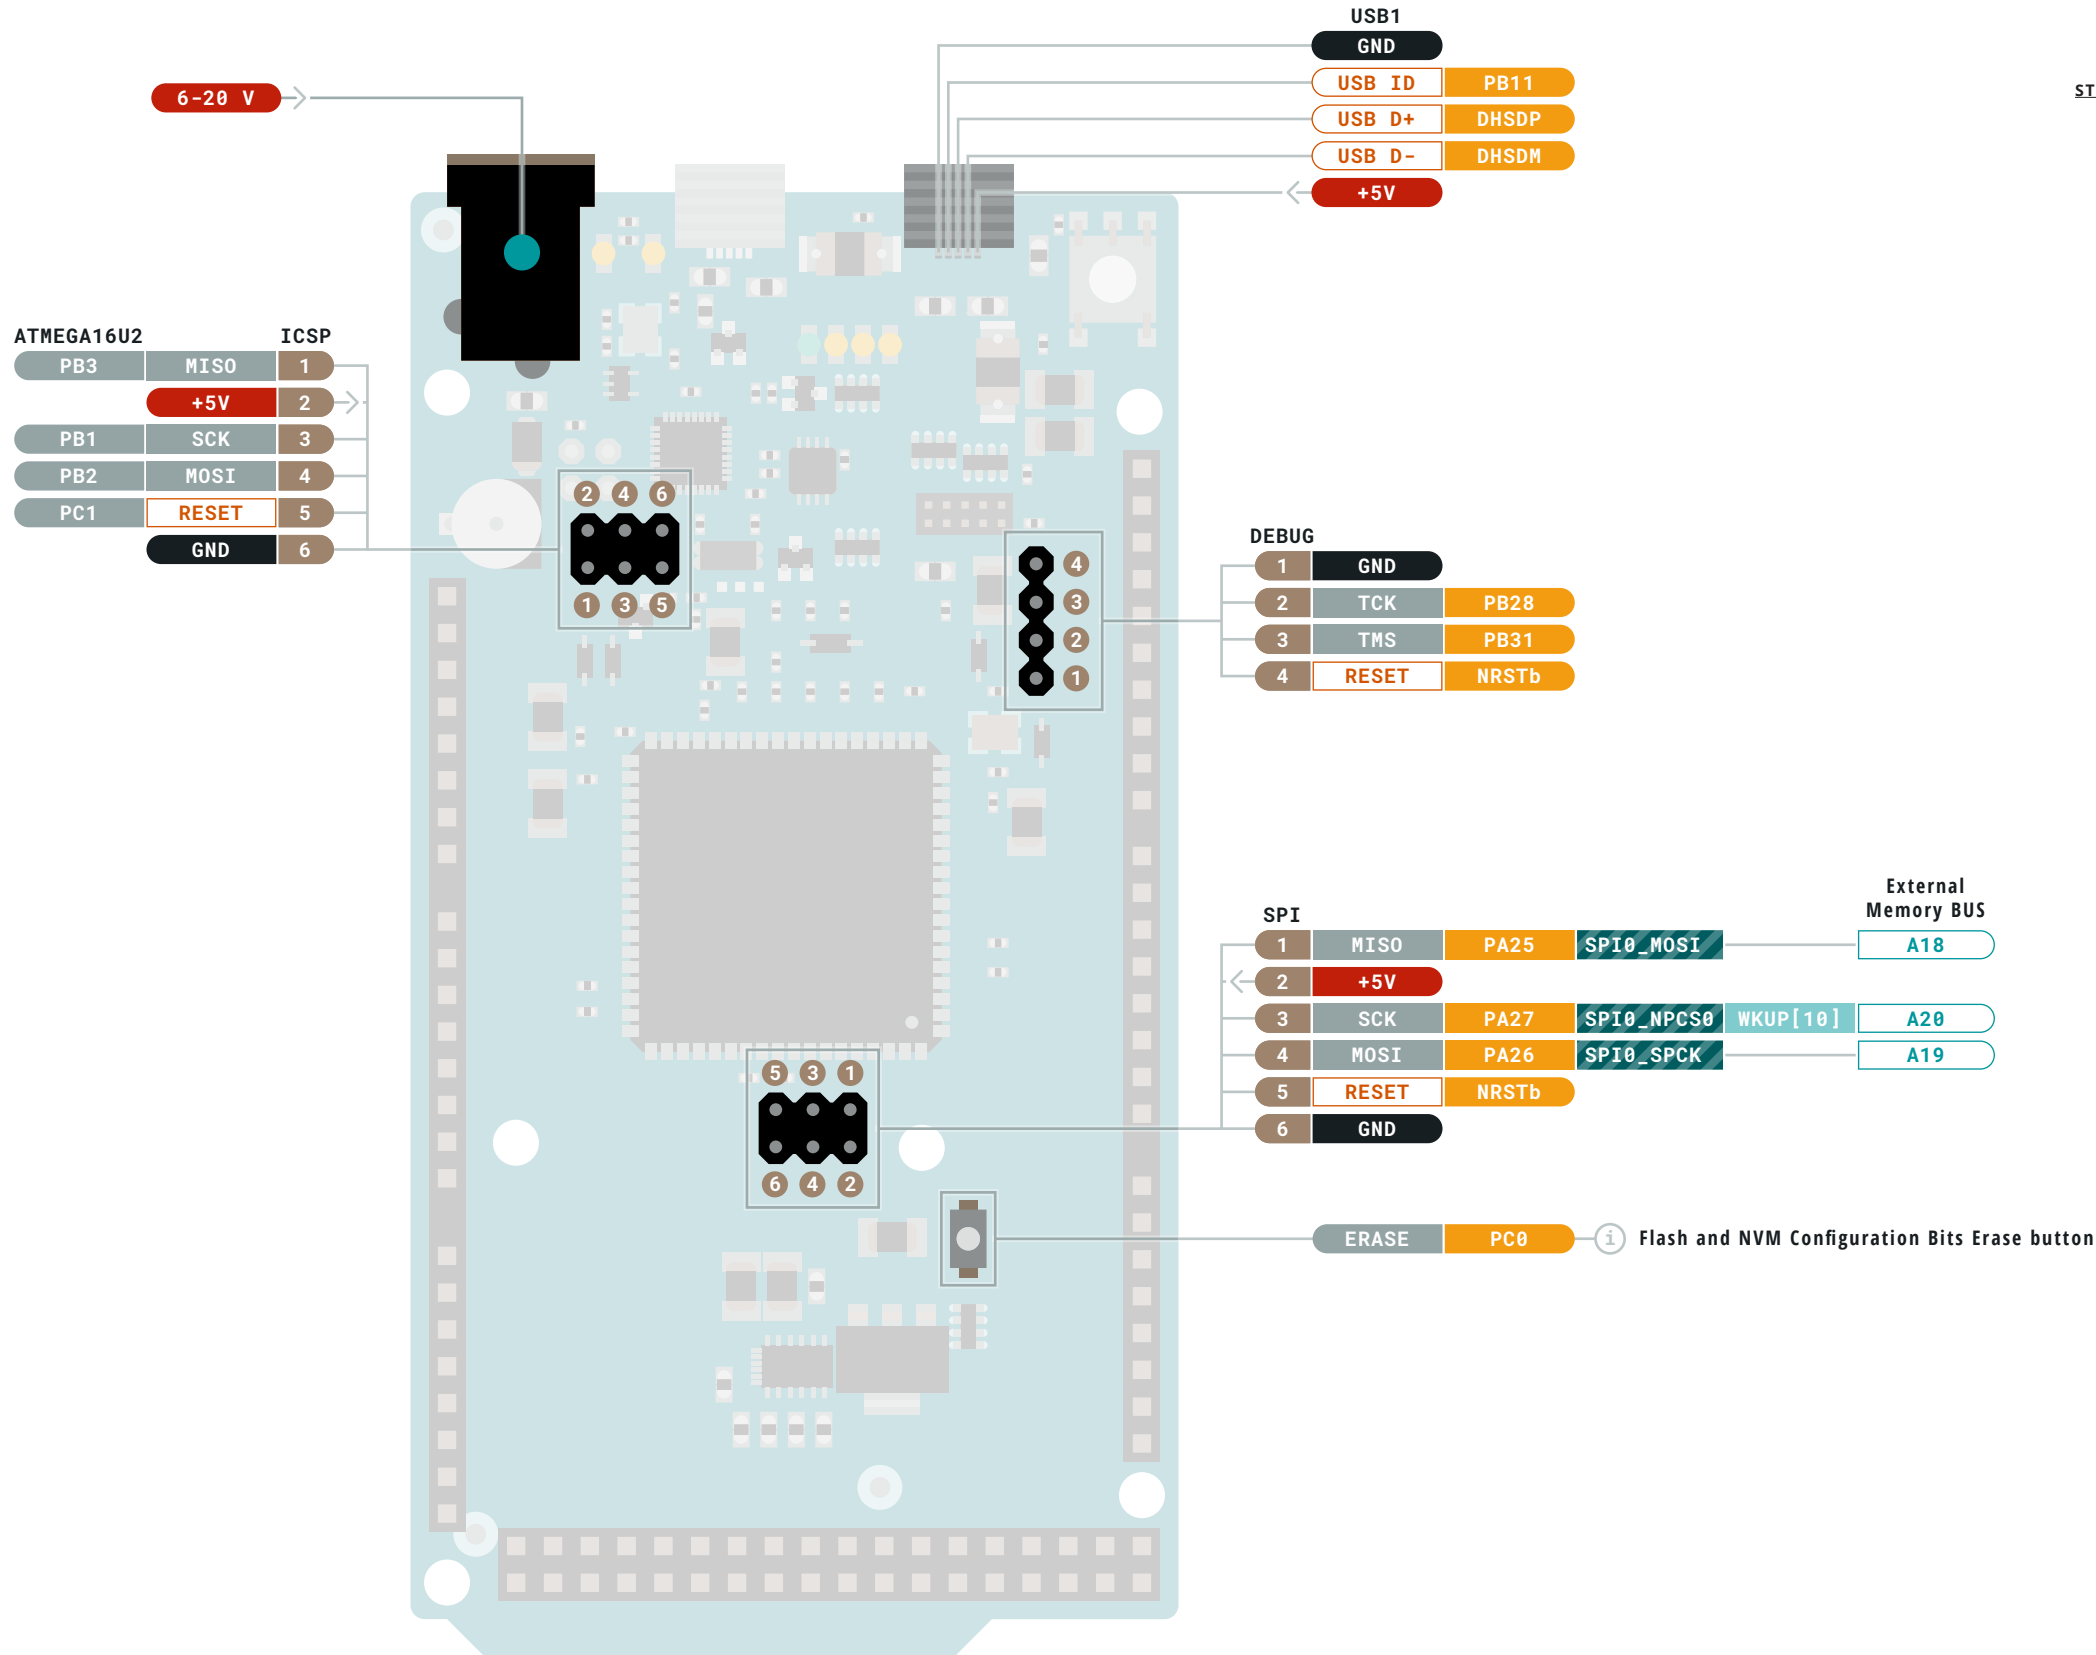 USB1
GND
USB ID PB11
USB D+ DHSDP
USB D- DHSDM
+5V
ST
6-20 V
ATMEGA16U2 ICSP
PB3 MISO 1
+5V 2
PB1 SCK 3
PB2 MOSI 4
PC1 RESET 5
GND 6
2 4 6
1 3 5
4
3
2
1
DEBUG
1 GND
2 TCK PB28
3 TMS PB31
4 RESET NRSTb
External
Memory BUS
SPI
1 MISO PA25 SPI0_MOSI A18
2 +5V
3 SCK PA27 SPI0_NPCS0 WKUP[10] A20
4 MOSI PA26 SPI0_SPCK A19
5 RESET NRSTb
6 GND
5 3 1
6 4 2
ERASE PC0 i Flash and NVM Configuration Bits Erase button